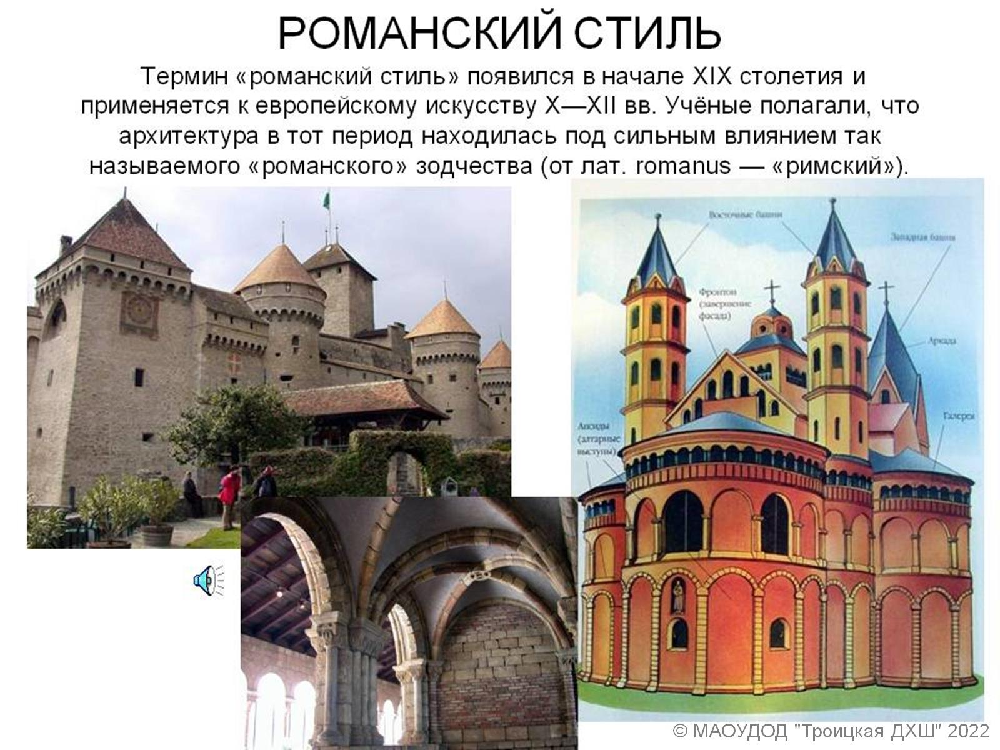 РОМАНСКИЙ СТИЛЬ
Термин «романский стиль» появился в начале XIX столетия и
применяется к европейскому искусству X—XII вв. Учёные полагали, что
архитектура в тот период находилась под сильным влиянием так
называемого «романского» зодчества (от лат. romanus — «римский»).
Восточные башни
Западная башня
Фронтон
(завершение
фасада)
Аркада
Галерея
Апсиды
(алтарные
выступы)
© МАОУДОД "Троицкая ДХШ" 2022